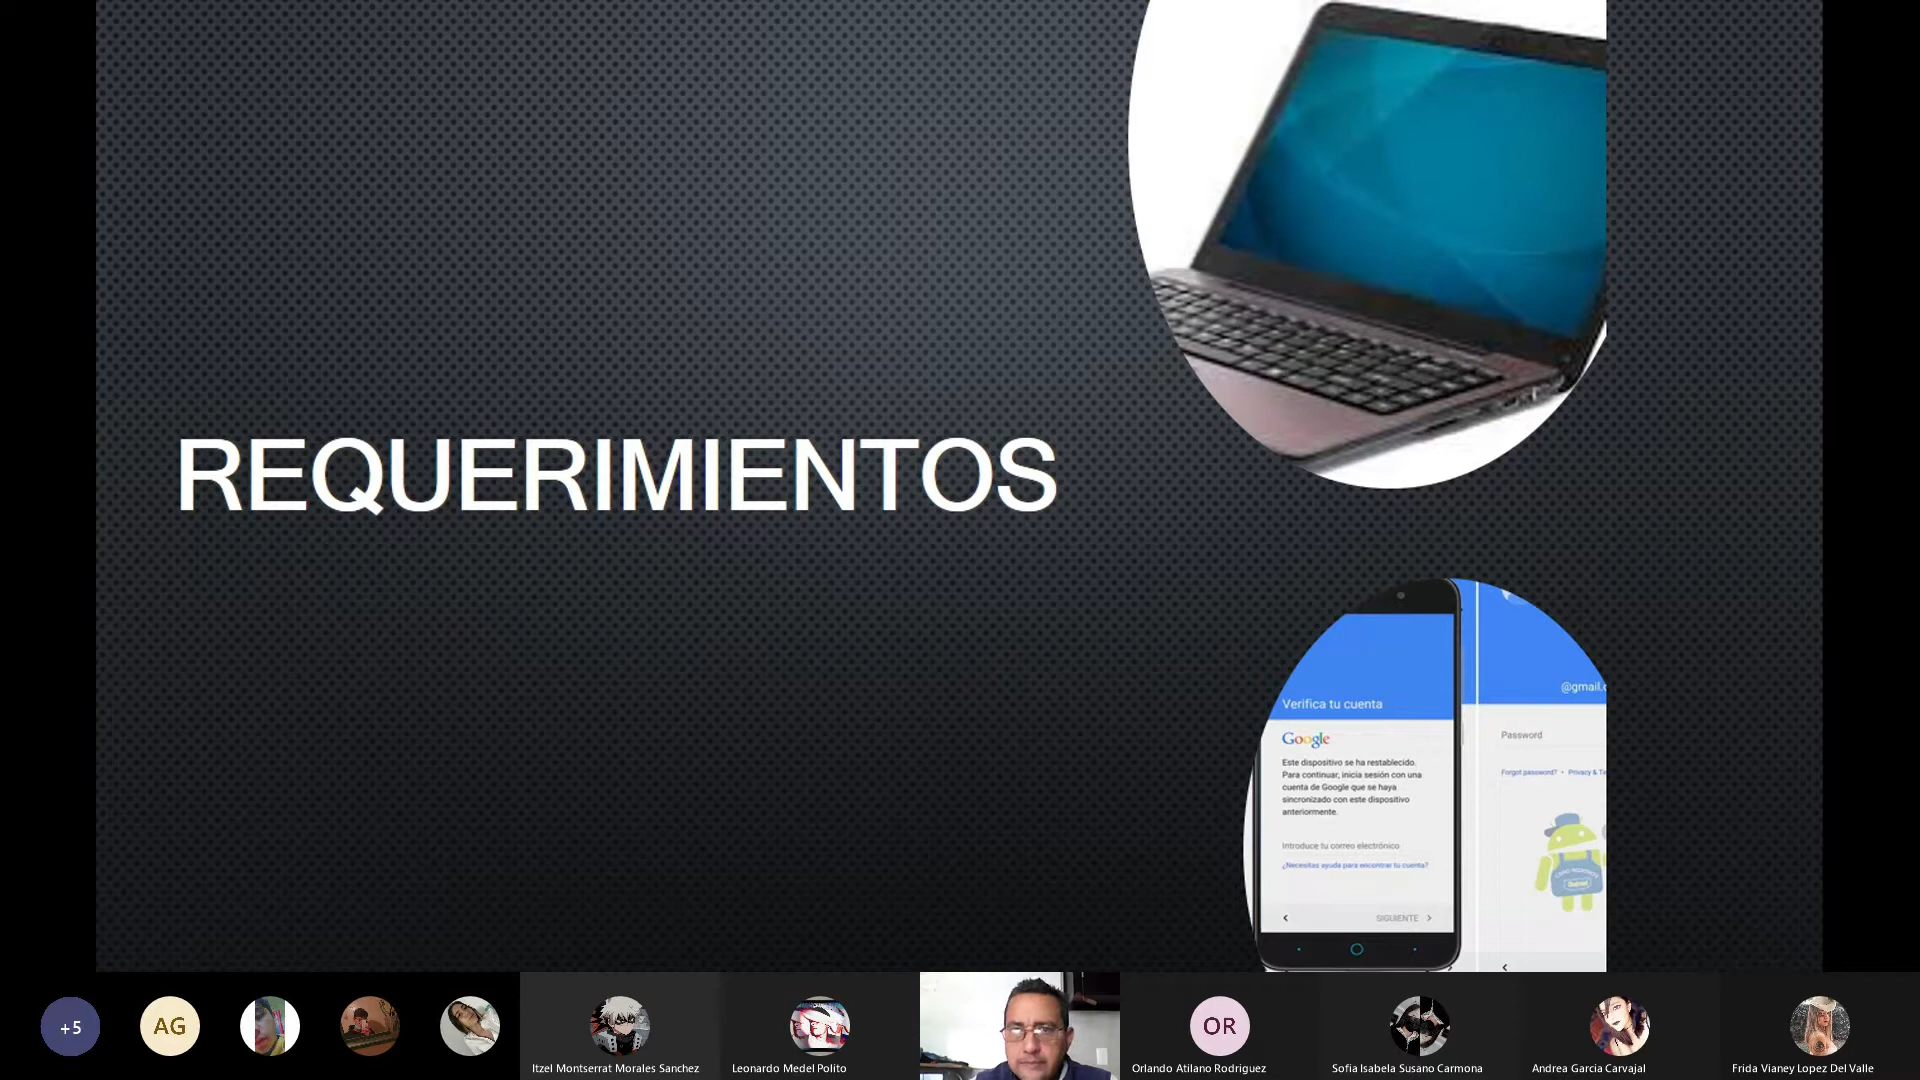 REQUERIMIENTOS
Verifica tu cuenta
Google
Este dispositivo se ha restablecido.
Para continuar, inicia sesión con una
cuenta de Google que se haya
sincronizado con este dispositivo
anteriormente.
Introduce tu correo electrónico
¿Necesitas ayuda para encontrar tu cuenta?
SIGUIENTE
@gmail.c
Password
Forgot password? • Privacy & Te
+5
AG
OR
Itzel Montserrat Morales Sanchez
Leonardo Medel Polito
Orlando Atilano Rodriguez
Sofia Isabela Susano Carmona
Andrea Garcia Carvajal
Frida Vianey Lopez Del Valle